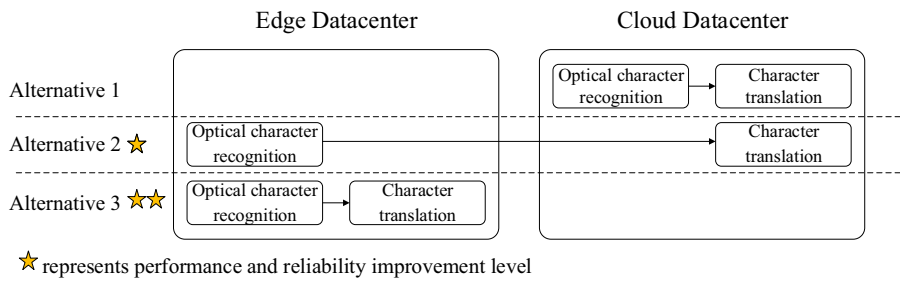 Edge Datacenter
Cloud Datacenter
Alternative 1
Optical character
recognition
Character
translation
Alternative 2
Optical character
recognition
Character
translation
Alternative 3
Optical character
recognition
Character
translation
represents performance and reliability improvement level